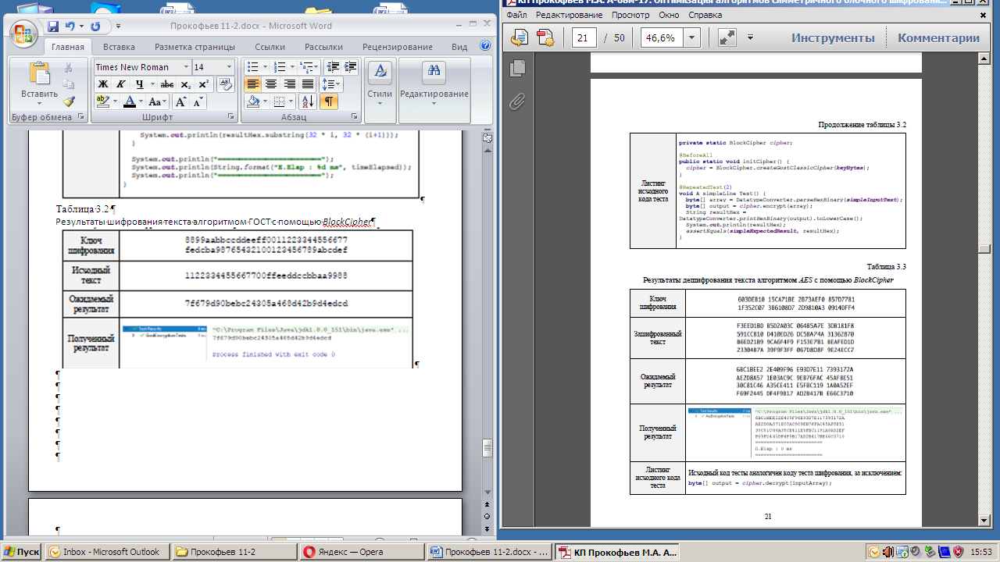 Прокофьев 11-2.docx - Microsoft Word
Главная
Вставка
Разметка страницы
Ссылки
Рассылки
Рецензирование
Вид
Вставить
Буфер обмена
Times New Roman
14
Ж К Ч abc x₂ x² 
ab A Aa A A
Шрифт
Абзац
Стили
Редактирование
System.out.println(resultHex.substring(32 * i, 32 * (i+1)));
}
System.out.println("========================");
System.out.println(String.format("E.Elap : %d ms", timeElapsed));
System.out.println("========================");
}
Таблица 3.2
Результаты шифрования текста алгоритмом ГОСТ с помощью BlockCipher
Ключ шифрования
8899aabbccddeeff0011223344556677
fedcba98765432100123456789abcdef
Исходный текст
1122334455667700ffeeddccbbaa9988
Ожидаемый результат
7f679d90bebc24305a468d42b9d4edcd
Полученный результат
Test Results
GostEncryptionTests
"C:\Program Files\Java\jdk1.8.0_151\bin\java.exe" ...
7f679d90bebc24305a468d42b9d4edcd
Process finished with exit code 0
КП Прокофьев М.А. А-08м-17. Оптимизация алгоритмов симметричного блочного шифровани...
Файл Редактирование Просмотр Окно Справка
21 / 50
46,6%
Инструменты
Комментарии
Продолжение таблицы 3.2
Листинг исходного кода теста
private static BlockCipher cipher;
@BeforeAll
public static void initCipher() {
cipher = BlockCipher.createGostClassicCipher(keyBytes);
}
@RepeatedTest(2)
void A simpleLine Test() {
byte[] array = DatatypeConverter.parseHexBinary(simpleInputText);
byte[] output = cipher.encrypt(array);
String resultHex =
DatatypeConverter.printHexBinary(output).toLowerCase();
System.out.println(resultHex);
assertEquals(simpleExpectedResult, resultHex);
}
Таблица 3.3
Результаты дешифрования текста алгоритмом AES с помощью BlockCipher
Ключ шифрования
603DEB10 15CA71BE 2B73AEF0 857D7781
1F352C07 3B6108D7 2D9810A3 0914DFF4
Зашифрованный текст
F3EED1BD B5D2A03C 064B5A7E 3DB181F8
591CCB10 D410ED26 DC5BA74A 31362870
B6ED21B9 9CA6F4F9 F153E7B1 BEAFED1D
2330487A 39F9F3FF 067D8D8F 9E24ECC7
Ожидаемый результат
6BC1BEE2 2E409F96 E93D7E11 7393172A
AE2D8A57 1E03AC9C 9EB76FAC 45AF8E51
30C81C46 A35CE411 E5FBC119 1A0A52EF
F69F2445 DF4F9B17 AD2B417B E66C3710
Полученный результат
Test Results
AesEncryptionTests
"C:\Program Files\Java\jdk1.8.0_151\bin\java.exe" ...
6BC1BEE22E409F96E93D7E117393172A
AE2D8A571E03AC9C9EB76FAC45AF8E51
30C81C46A35CE411E5FBC1191A0A52EF
F69F2445DF4F9B17AD2B417BE66C3710
========================
D.Elap : 0 ms
========================
Листинг исходного кода теста
Исходный код тесты аналогичен коду теста шифрования, за исключением:
byte[] output = cipher.decrypt(inputArray);
21
Пуск
Inbox - Microsoft Outlook
Прокофьев 11-2
Яндекс — Opera
Прокофьев 11-2.docx - ...
КП Прокофьев М.А. А...
15:53